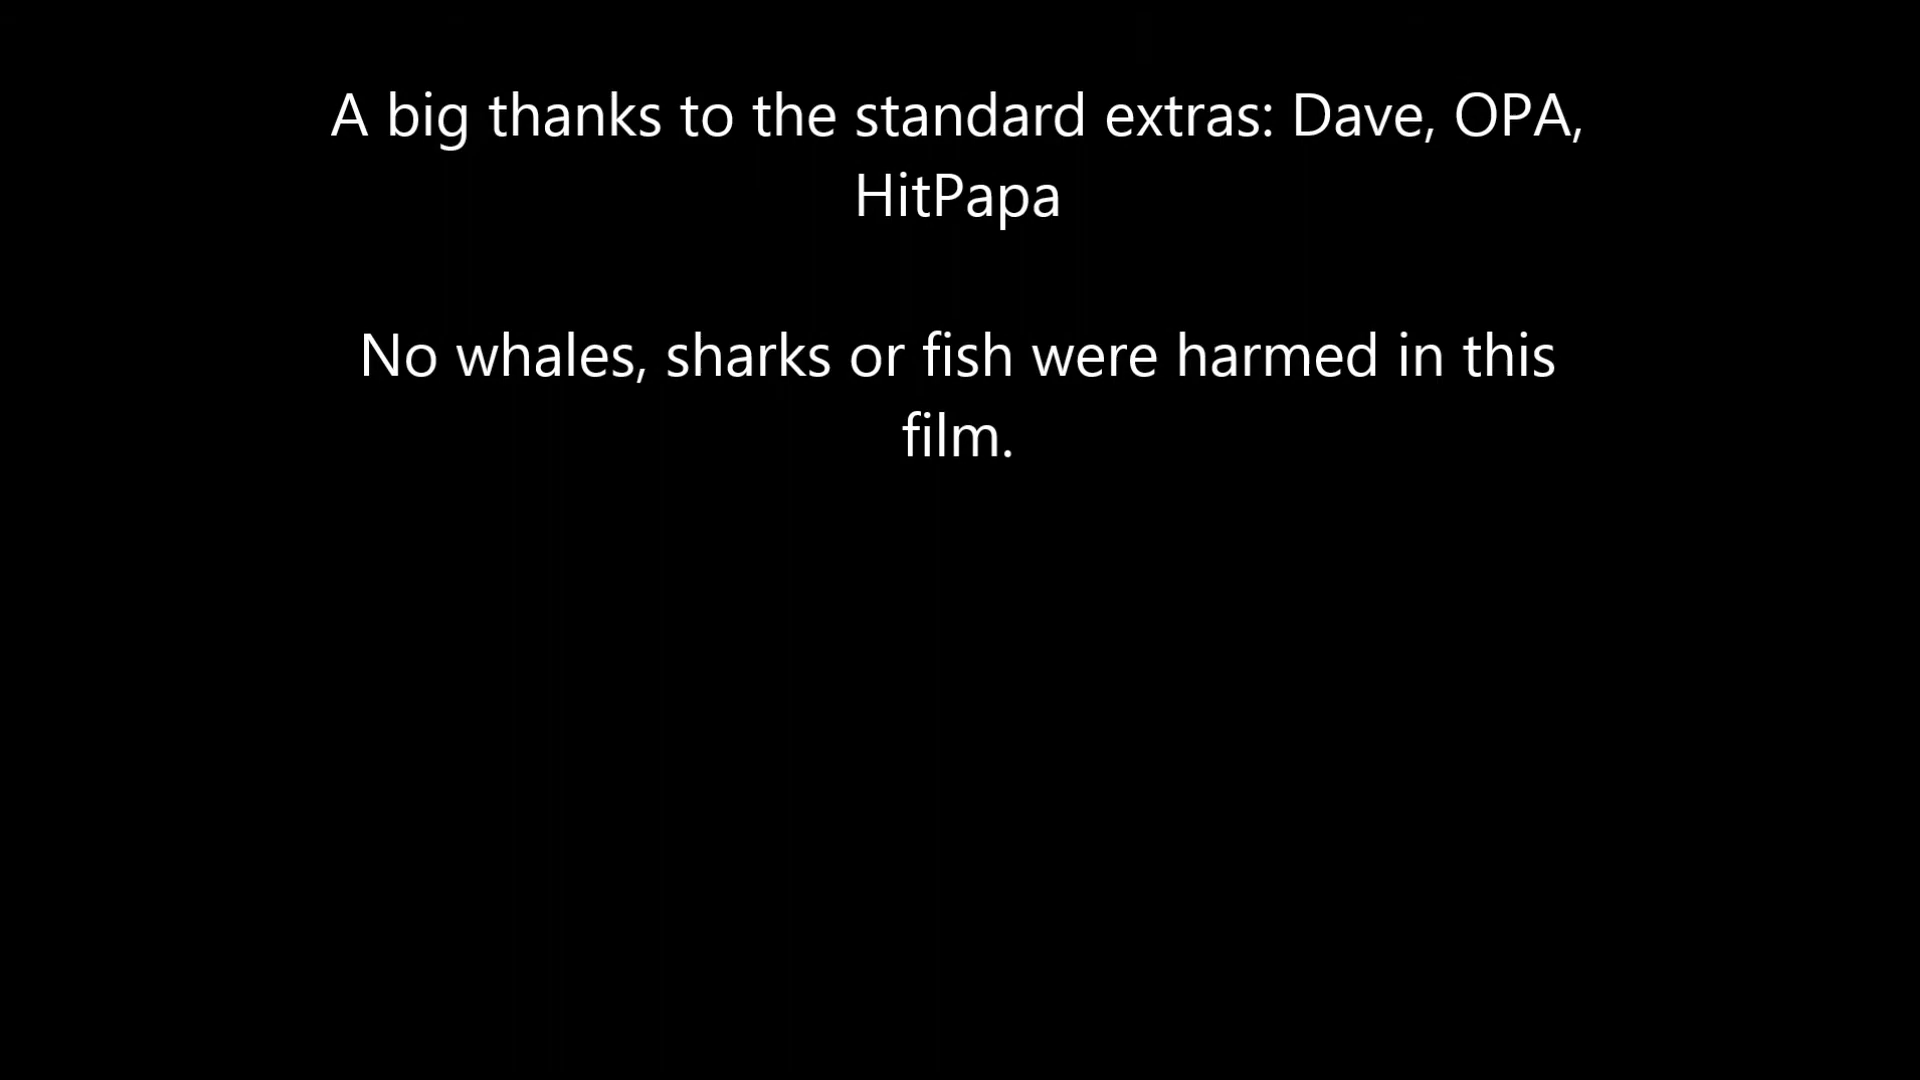 A big thanks to the standard extras: Dave, OPA,
HitPapa
No whales, sharks or fish were harmed in this
film.